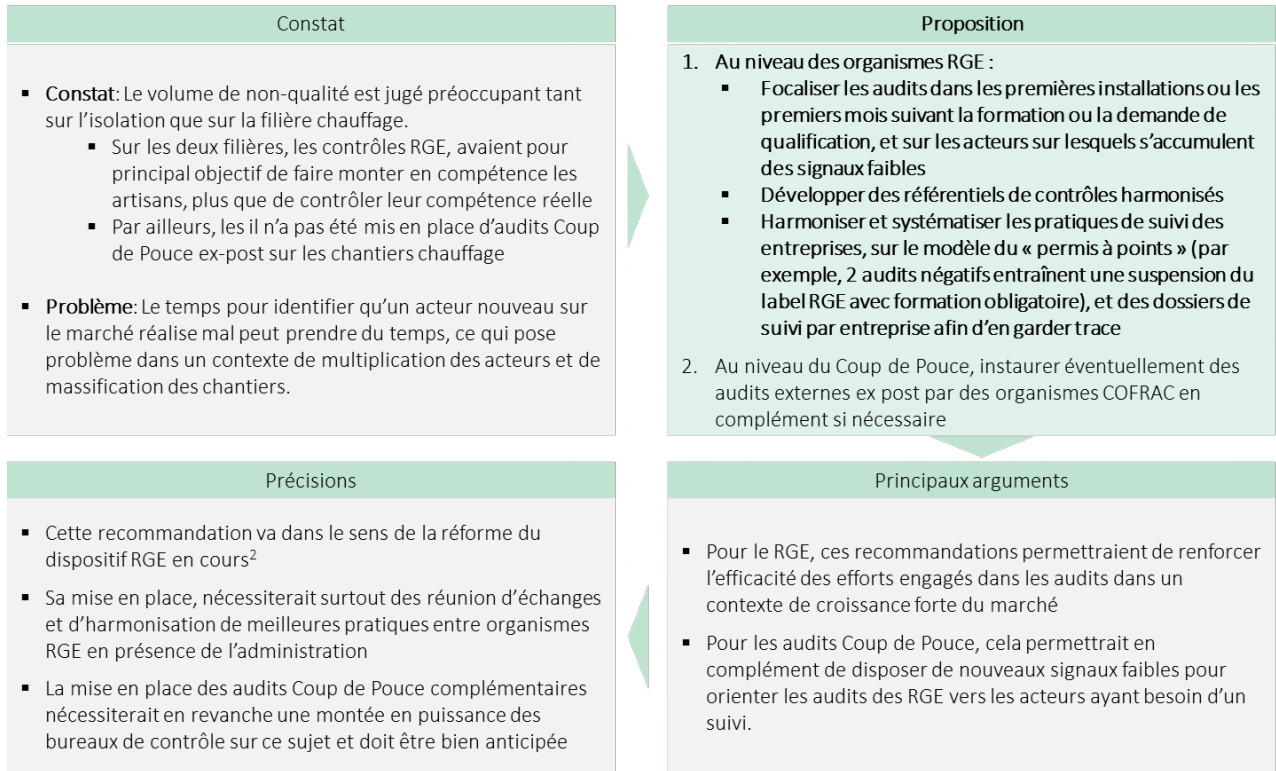 Constat
▪ Constat: Le volume de non-qualité est jugé préoccupant tant
sur l'isolation que sur la filière chauffage.
▪ Sur les deux filières, les contrôles RGE, avaient pour
principal objectif de faire monter en compétence les
artisans, plus que de contrôler leur compétence réelle
▪ Par ailleurs, les il n'a pas été mis en place d'audits Coup
de Pouce ex-post sur les chantiers chauffage
▪ Problème: Le temps pour identifier qu'un acteur nouveau sur
le marché réalise mal peut prendre du temps, ce qui pose
problème dans un contexte de multiplication des acteurs et de
massification des chantiers.
Proposition
1. Au niveau des organismes RGE :
▪ Focaliser les audits dans les premières installations ou les
premiers mois suivant la formation ou la demande de
qualification, et sur les acteurs sur lesquels s'accumulent
des signaux faibles
▪ Développer des référentiels de contrôles harmonisés
▪ Harmoniser et systématiser les pratiques de suivi des
entreprises, sur le modèle du « permis à points » (par
exemple, 2 audits négatifs entraînent une suspension du
label RGE avec formation obligatoire), et des dossiers de
suivi par entreprise afin d'en garder trace
2. Au niveau du Coup de Pouce, instaurer éventuellement des
audits externes ex post par des organismes COFRAC en
complément si nécessaire
Principaux arguments
▪ Pour le RGE, ces recommandations permettraient de renforcer
l'efficacité des efforts engagés dans les audits dans un
contexte de croissance forte du marché
▪ Pour les audits Coup de Pouce, cela permettrait en
complément de disposer de nouveaux signaux faibles pour
orienter les audits des RGE vers les acteurs ayant besoin d'un
suivi.
Précisions
▪ Cette recommandation va dans le sens de la réforme du
dispositif RGE en cours²
▪ Sa mise en place, nécessiterait surtout des réunion d'échanges
et d'harmonisation de meilleures pratiques entre organismes
RGE en présence de l'administration
▪ La mise en place des audits Coup de Pouce complémentaires
nécessiterait en revanche une montée en puissance des
bureaux de contrôle sur ce sujet et doit être bien anticipée